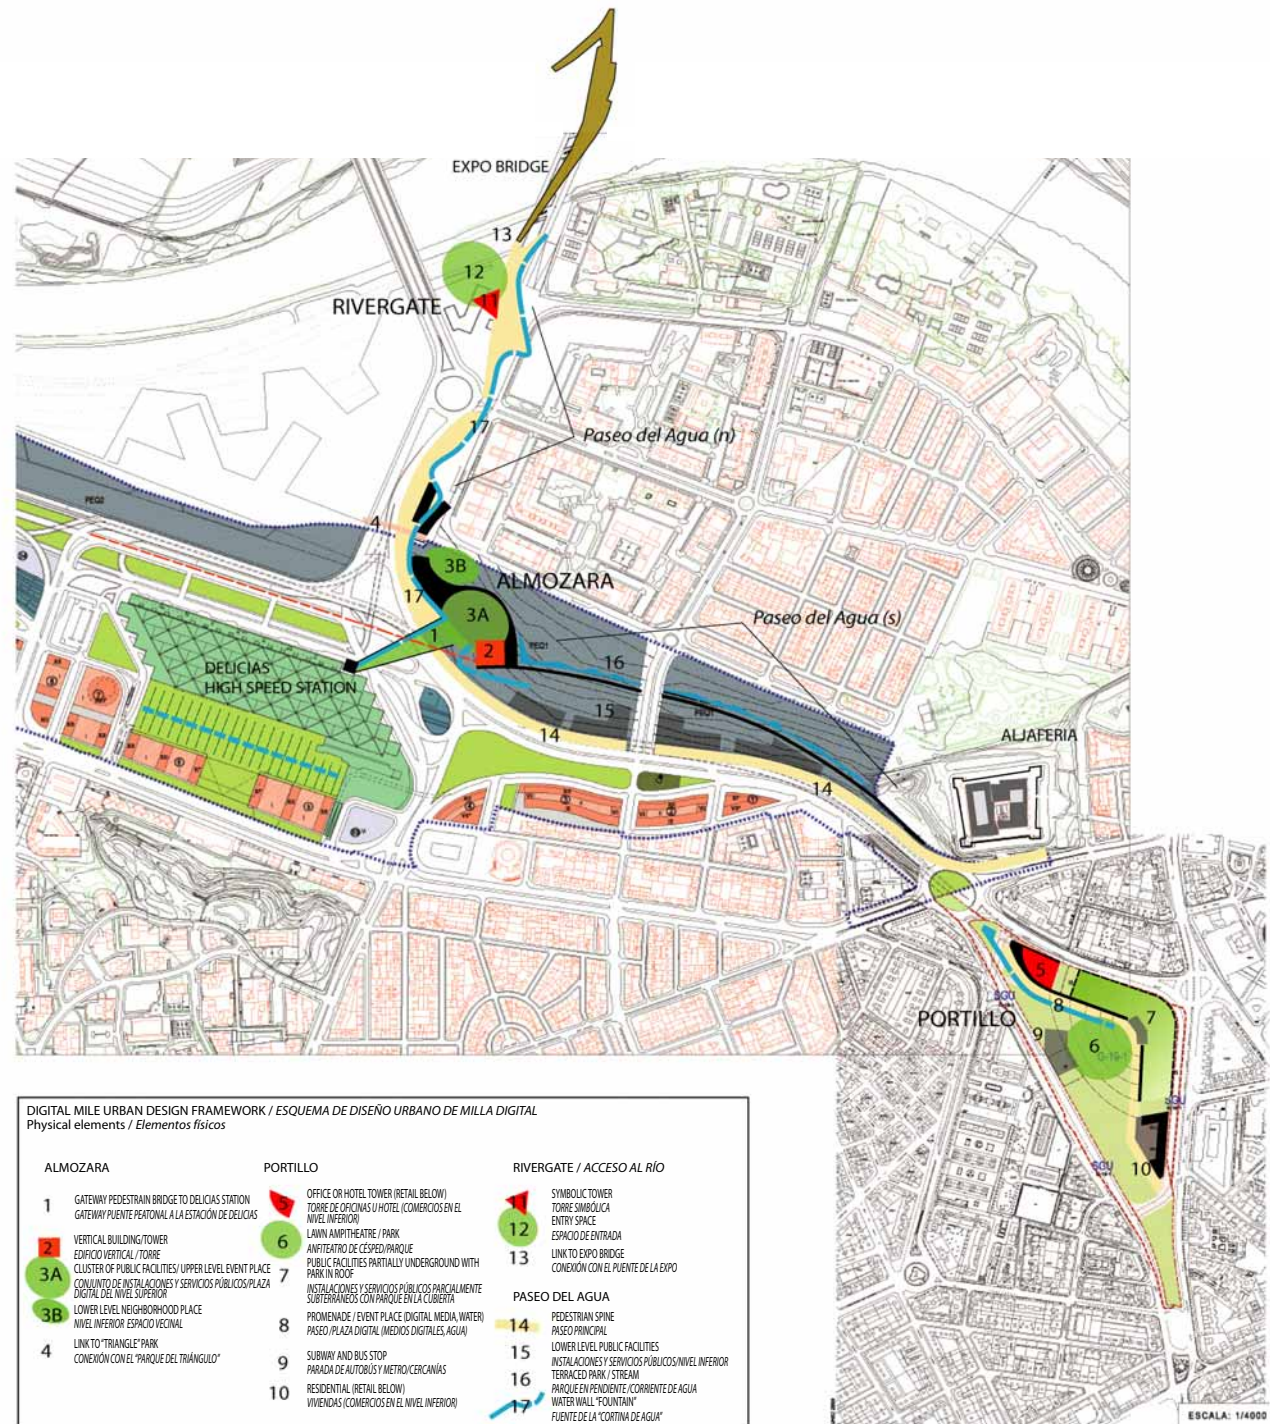 EXPO BRIDGE
13
12
11
RIVERGATE
17
Paseo del Agua (n)
PEQ2
4
3B
ALMOZARA
17
3A
Paseo del Agua (s)
1
2
PEQ1
16
DELICIAS
HIGH SPEED STATION
15
PEQ1
14
ALJAFERIA
14
5
SGU
8
PORTILLO
7
9
6
G-19-1
SGU
SGU
10
DIGITAL MILE URBAN DESIGN FRAMEWORK / ESQUEMA DE DISEÑO URBANO DE MILLA DIGITAL
Physical elements / Elementos físicos
ALMOZARA
1 GATEWAY PEDESTRAIN BRIDGE TO DELICIAS STATION
GATEWAY PUENTE PEATONAL A LA ESTACIÓN DE DELICIAS
2 VERTICAL BUILDING/TOWER
EDIFICIO VERTICAL / TORRE
3A CLUSTER OF PUBLIC FACILITIES/ UPPER LEVEL EVENT PLACE
CONJUNTO DE INSTALACIONES Y SERVICIOS PÚBLICOS/PLAZA
DIGITAL DEL NIVEL SUPERIOR
3B LOWER LEVEL NEIGHBORHOOD PLACE
NIVEL INFERIOR ESPACIO VECINAL
4 LINK TO "TRIANGLE" PARK
CONEXIÓN CON EL "PARQUE DEL TRIÁNGULO"
PORTILLO
5 OFFICE OR HOTEL TOWER (RETAIL BELOW)
TORRE DE OFICINAS U HOTEL (COMERCIOS EN EL
NIVEL INFERIOR)
6 LAWN AMPITHEATRE / PARK
ANFITEATRO DE CÉSPED/PARQUE
7 PUBLIC FACILITIES PARTIALLY UNDERGROUND WITH
PARK IN ROOF
INSTALACIONES Y SERVICIOS PÚBLICOS PARCIALMENTE
SUBTERRÁNEOS CON PARQUE EN LA CUBIERTA
8 PROMENADE / EVENT PLACE (DIGITAL MEDIA, WATER)
PASEO /PLAZA DIGITAL (MEDIOS DIGITALES, AGUA)
9 SUBWAY AND BUS STOP
PARADA DE AUTOBÚS Y METRO/CERCANÍAS
10 RESIDENTIAL (RETAIL BELOW)
VIVIENDAS (COMERCIOS EN EL NIVEL INFERIOR)
RIVERGATE / ACCESO AL RÍO
11 SYMBOLIC TOWER
TORRE SIMBÓLICA
12 ENTRY SPACE
ESPACIO DE ENTRADA
13 LINK TO EXPO BRIDGE
CONEXIÓN CON EL PUENTE DE LA EXPO
PASEO DEL AGUA
14 PEDESTRIAN SPINE
PASEO PRINCIPAL
15 LOWER LEVEL PUBLIC FACILITIES
INSTALACIONES Y SERVICIOS PÚBLICOS/NIVEL INFERIOR
16 TERRACED PARK / STREAM
PARQUE EN PENDIENTE /CORRIENTE DE AGUA
17 WATER WALL "FOUNTAIN"
FUENTE DE LA "CORTINA DE AGUA"
ESCALA: 1/4000